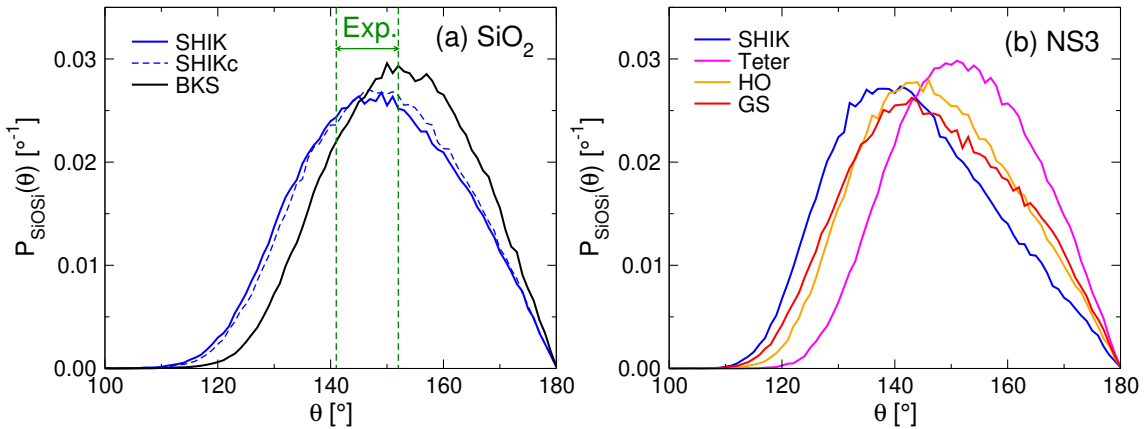 (a) SiO2
Exp.
SHIK
SHIKc
BKS
0.03
0.02
0.01
0.00
PSiOSi(θ) [°-1]
100
120
140
160
180
θ [°]
(b) NS3
SHIK
Teter
HO
GS
0.03
0.02
0.01
0.00
PSiOSi(θ) [°-1]
100
120
140
160
180
θ [°]